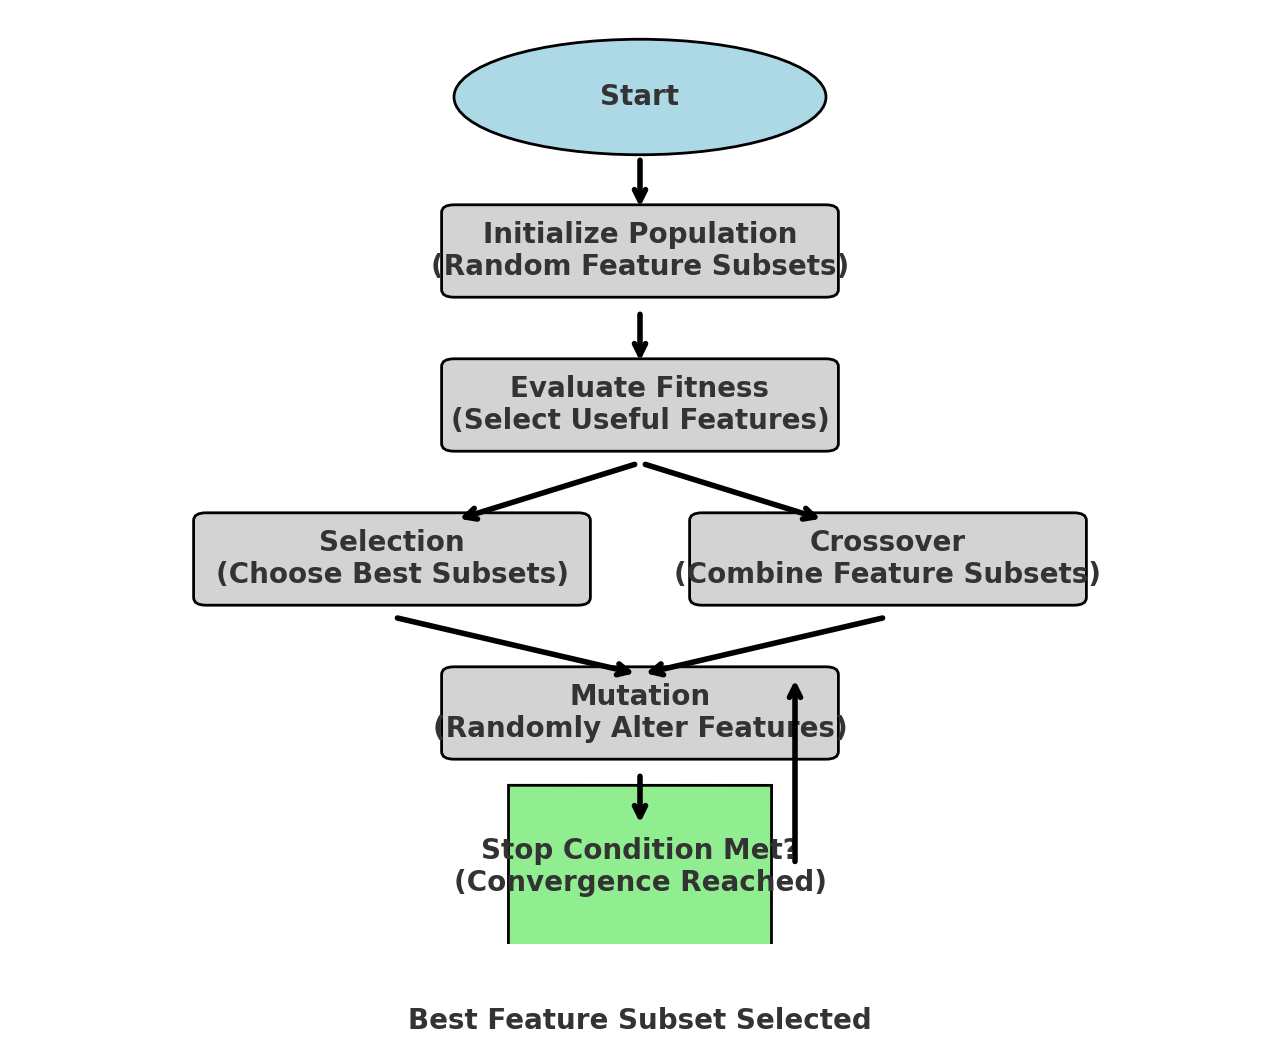 Start
Initialize Population
(Random Feature Subsets)
Evaluate Fitness
(Select Useful Features)
Selection
(Choose Best Subsets)
Crossover
(Combine Feature Subsets)
Mutation
(Randomly Alter Features)
Stop Condition Met?
(Convergence Reached)
Best Feature Subset Selected